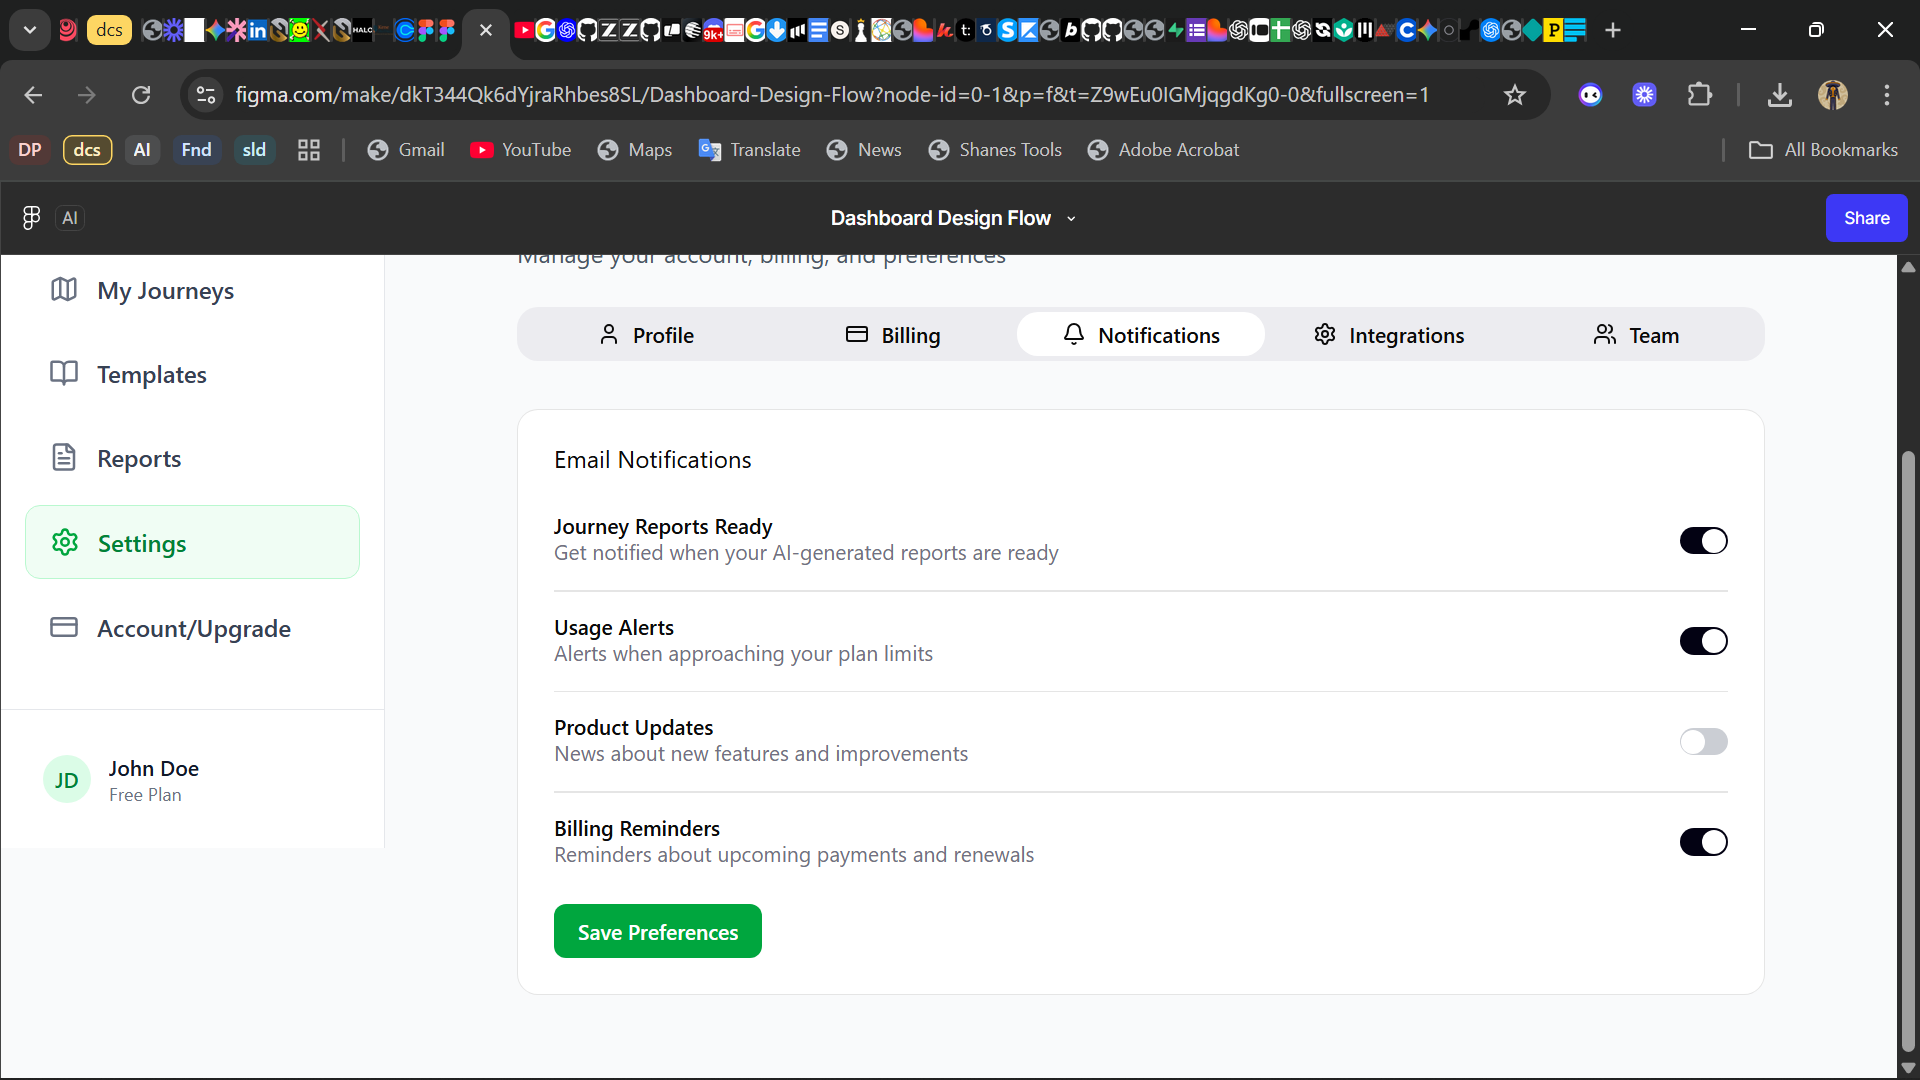 dcs
9k+
figma.com/make/dkT344Qk6dYjraRhbes8SL/Dashboard-Design-Flow?node-id=0-1&p=f&t=Z9wEu0IGMjqgdKg0-0&fullscreen=1
DP dcs AI Fnd sld Gmail YouTube Maps Translate News Shanes Tools Adobe Acrobat All Bookmarks
AI Dashboard Design Flow Share
Manage your account, billing, and preferences
My Journeys
Templates
Reports
Settings
Account/Upgrade
JD
John Doe
Free Plan
Profile Billing Notifications Integrations Team
Email Notifications
Journey Reports Ready
Get notified when your AI-generated reports are ready
Usage Alerts
Alerts when approaching your plan limits
Product Updates
News about new features and improvements
Billing Reminders
Reminders about upcoming payments and renewals
Save Preferences